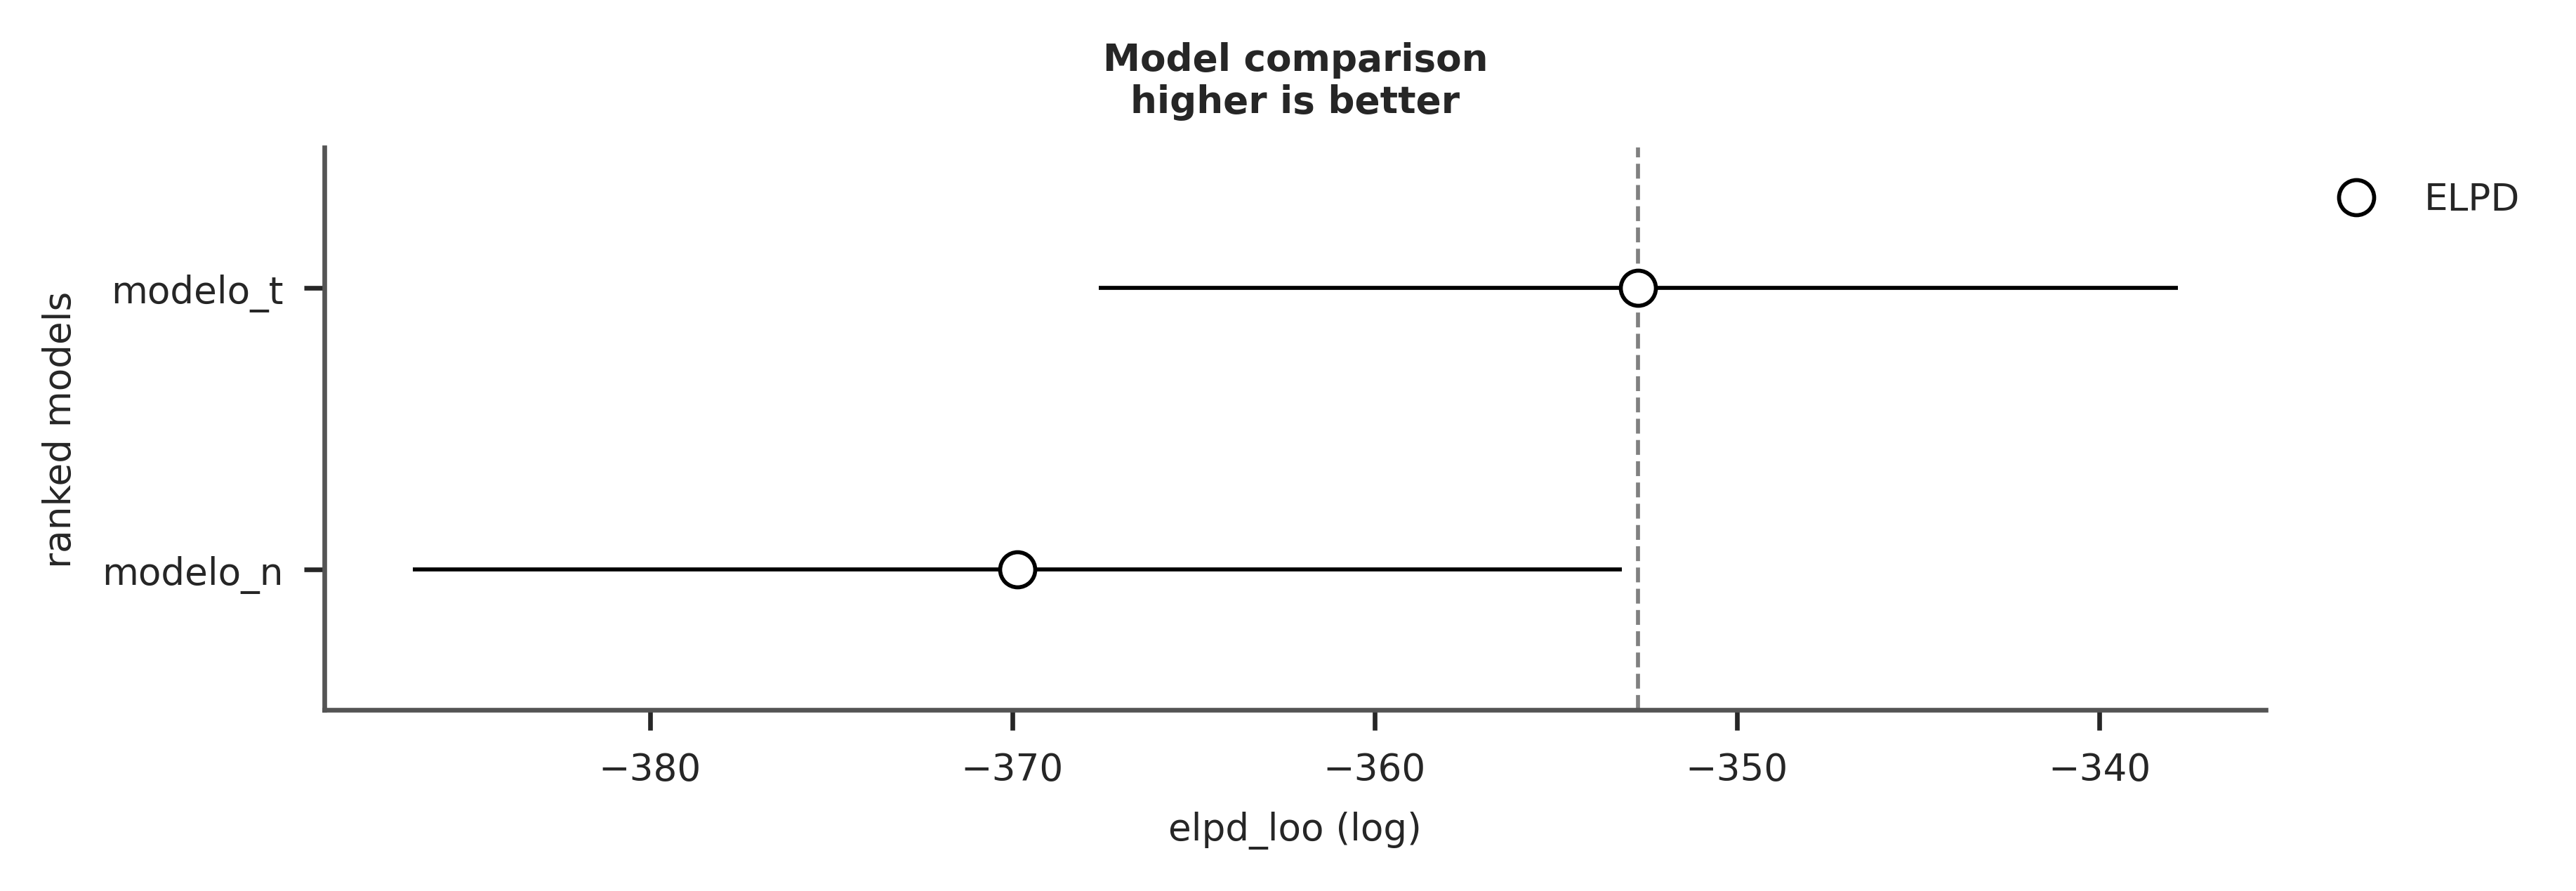 Model comparison
higher is better
ELPD
ranked models
modelo_t
modelo_n
−380
−370
−360
−350
−340
elpd_loo (log)